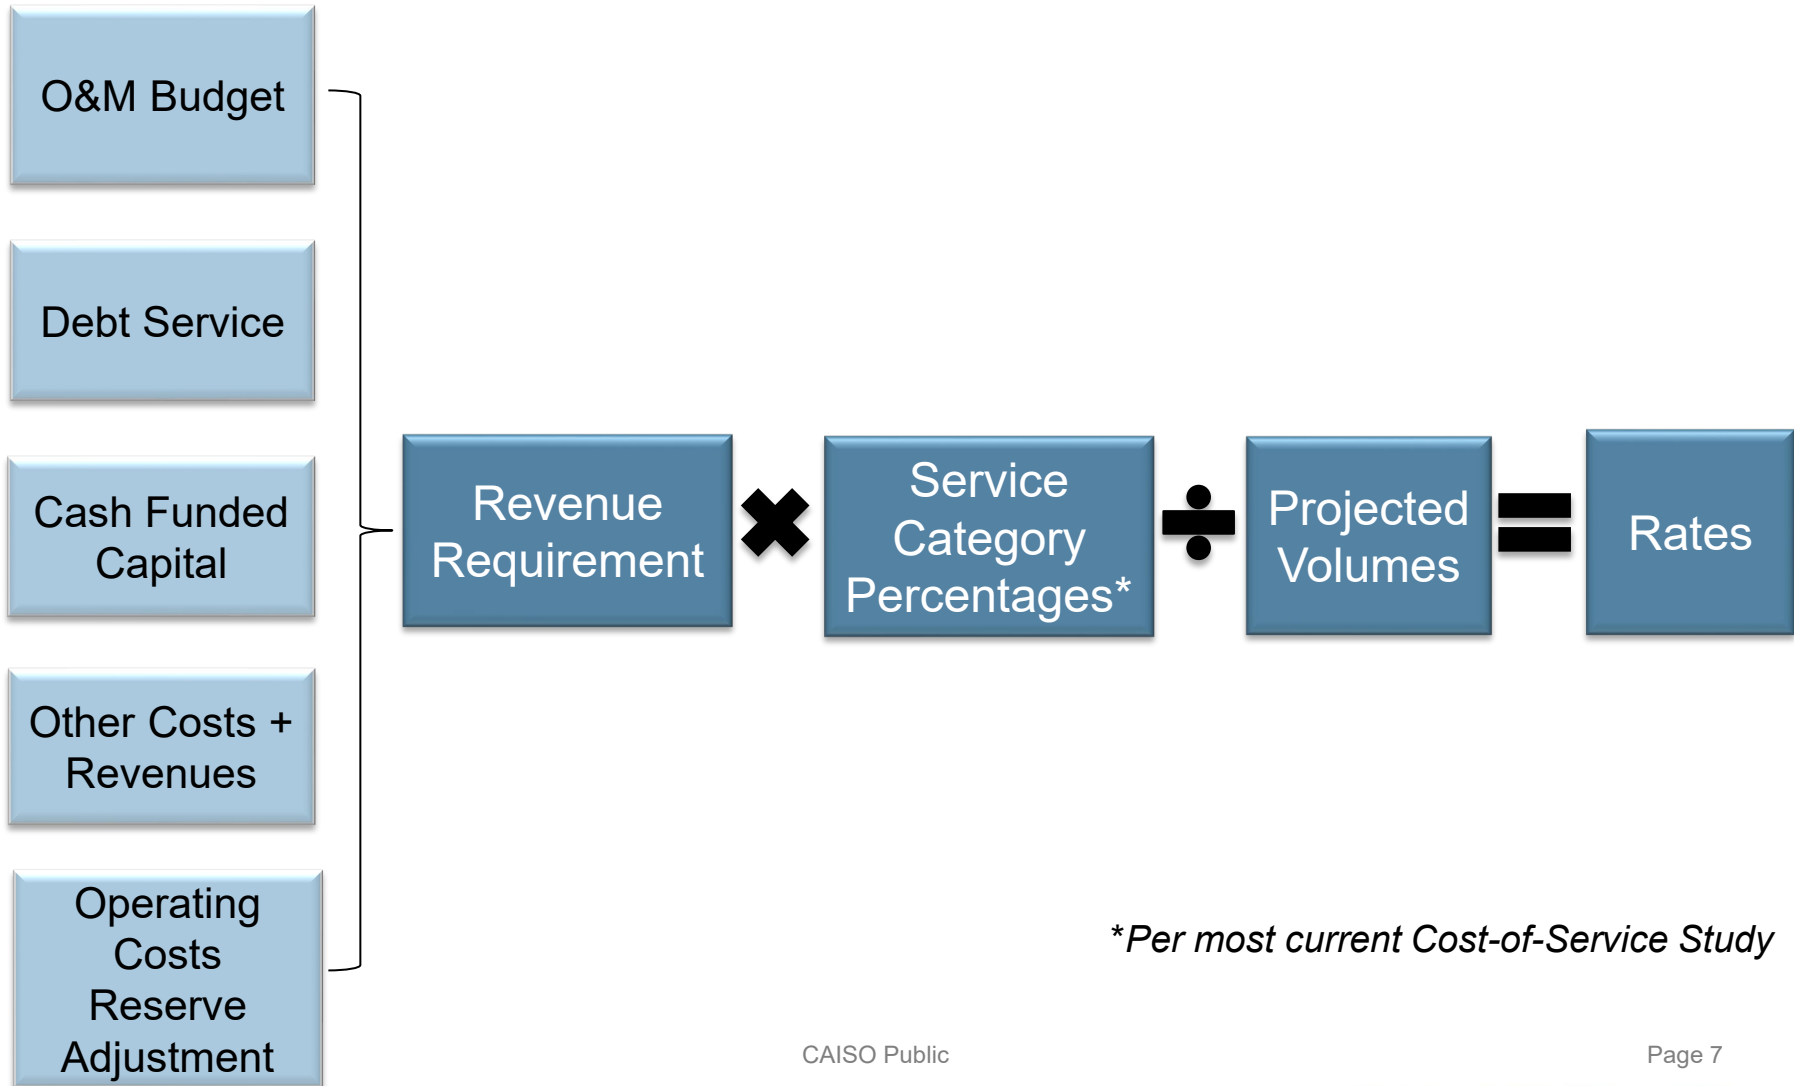 O&M Budget
Debt Service
Cash Funded
Capital
Other Costs +
Revenues
Operating
Costs
Reserve
Adjustment
Revenue
Requirement
Service
Category
Percentages*
Projected
Volumes
Rates
*Per most current Cost-of-Service Study
CAISO Public
Page 7